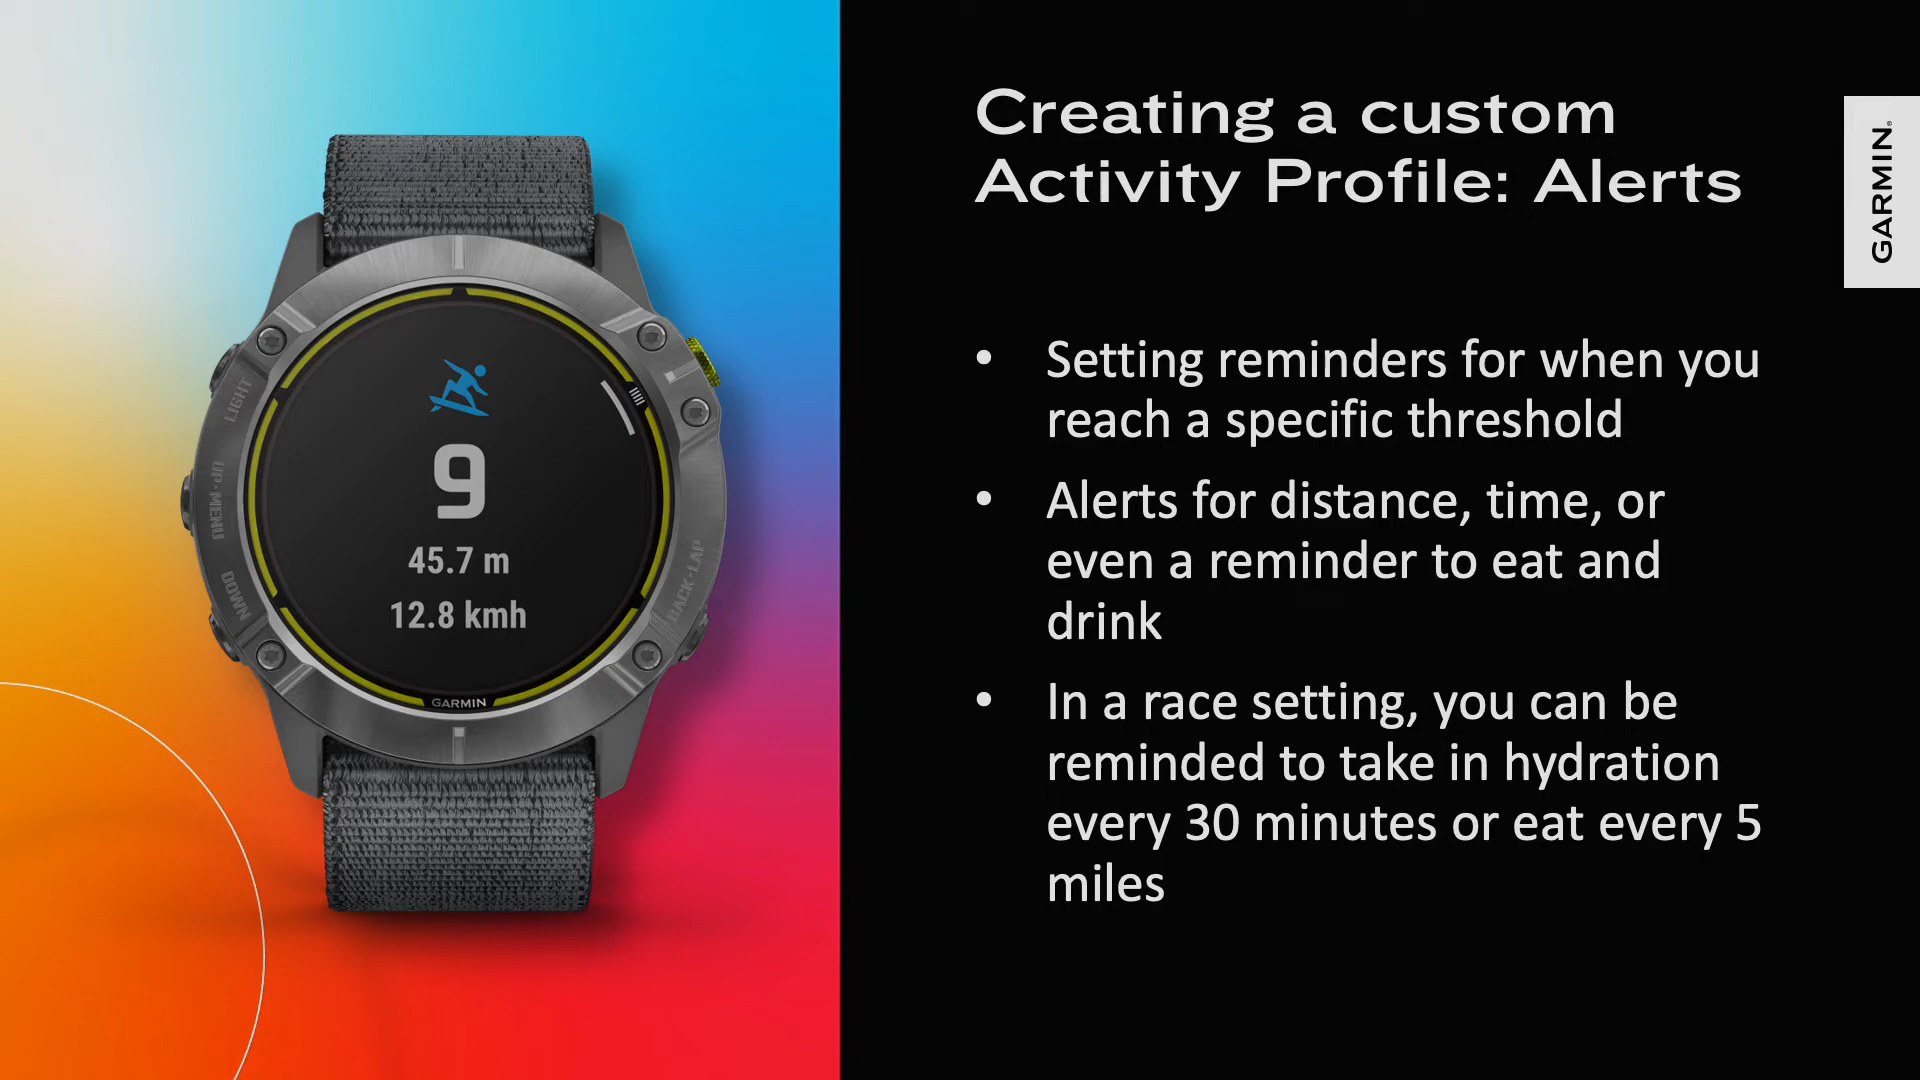 Creating a custom
Activity Profile: Alerts
GARMIN
Setting reminders for when you
reach a specific threshold
Alerts for distance, time, or
even a reminder to eat and
drink
In a race setting, you can be
reminded to take in hydration
every 30 minutes or eat every 5
miles
LIGHT
UP·MENU
DOWN
BACK·LAP
9
45.7 m
12.8 kmh
GARMIN